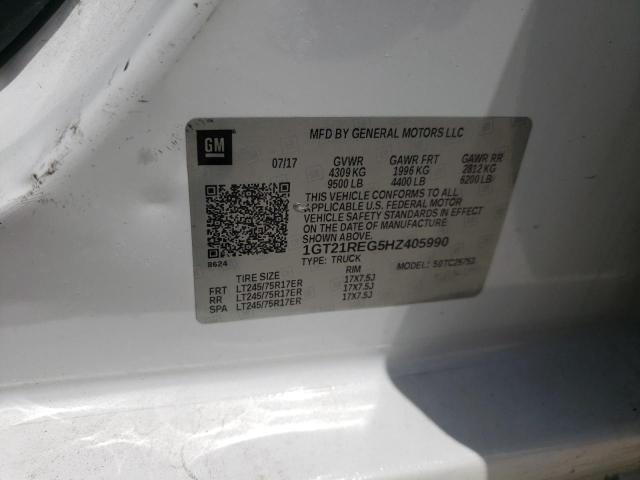 GM
MFD BY GENERAL MOTORS LLC
07/17 GVWR GAWR FRT GAWR RR
4309 KG 1996 KG 2812 KG
9500 LB 4400 LB 6200 LB
THIS VEHICLE CONFORMS TO ALL
APPLICABLE U.S. FEDERAL MOTOR
VEHICLE SAFETY STANDARDS IN EFFECT
ON THE DATE OF MANUFACTURE
SHOWN ABOVE.
1GT21REG5HZ405990
8624
TYPE: TRUCK MODEL:
TIRE SIZE RIM
FRT LT245/75R17ER 17X7.5J
RR LT245/75R17ER 17X7.5J
SPA LT245/75R17ER 17X7.5J